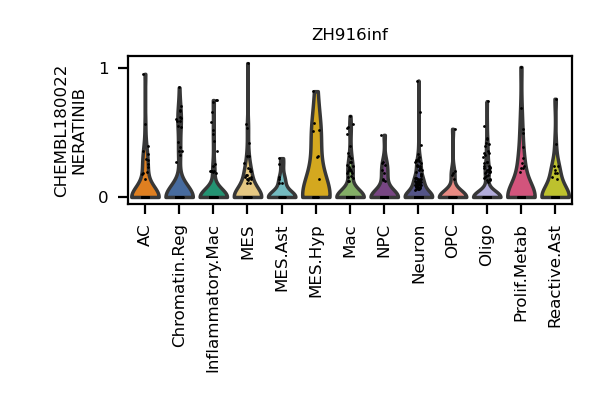 ZH916inf
CHEMBL180022
NERATINIB
1
0
AC
Chromatin.Reg
Inflammatory.Mac
MES
MES.Ast
MES.Hyp
Mac
NPC
Neuron
OPC
Oligo
Prolif.Metab
Reactive.Ast